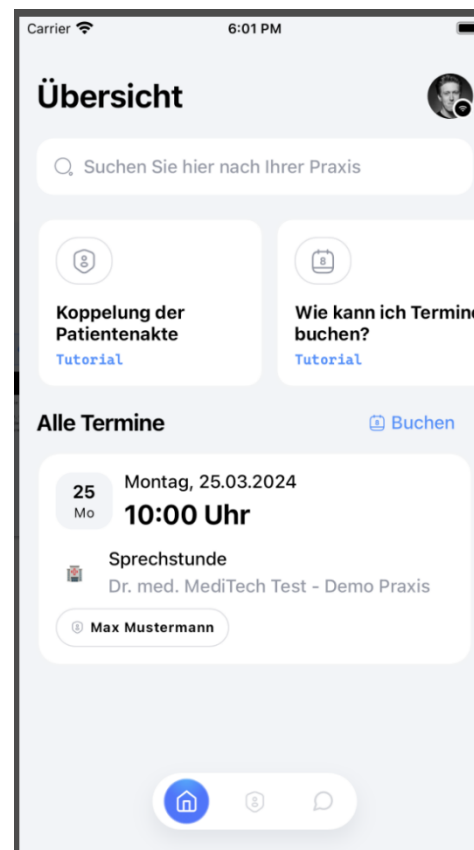 Carrier
6:01 PM
Übersicht
Suchen Sie hier nach Ihrer Praxis
8
Koppelung der
Patientenakte
Tutorial
Wie kann ich Termine
buchen?
Tutorial
Alle Termine
8 Buchen
25
Mo
Montag, 25.03.2024
10:00 Uhr
Sprechstunde
Dr. med. MediTech Test - Demo Praxis
Max Mustermann